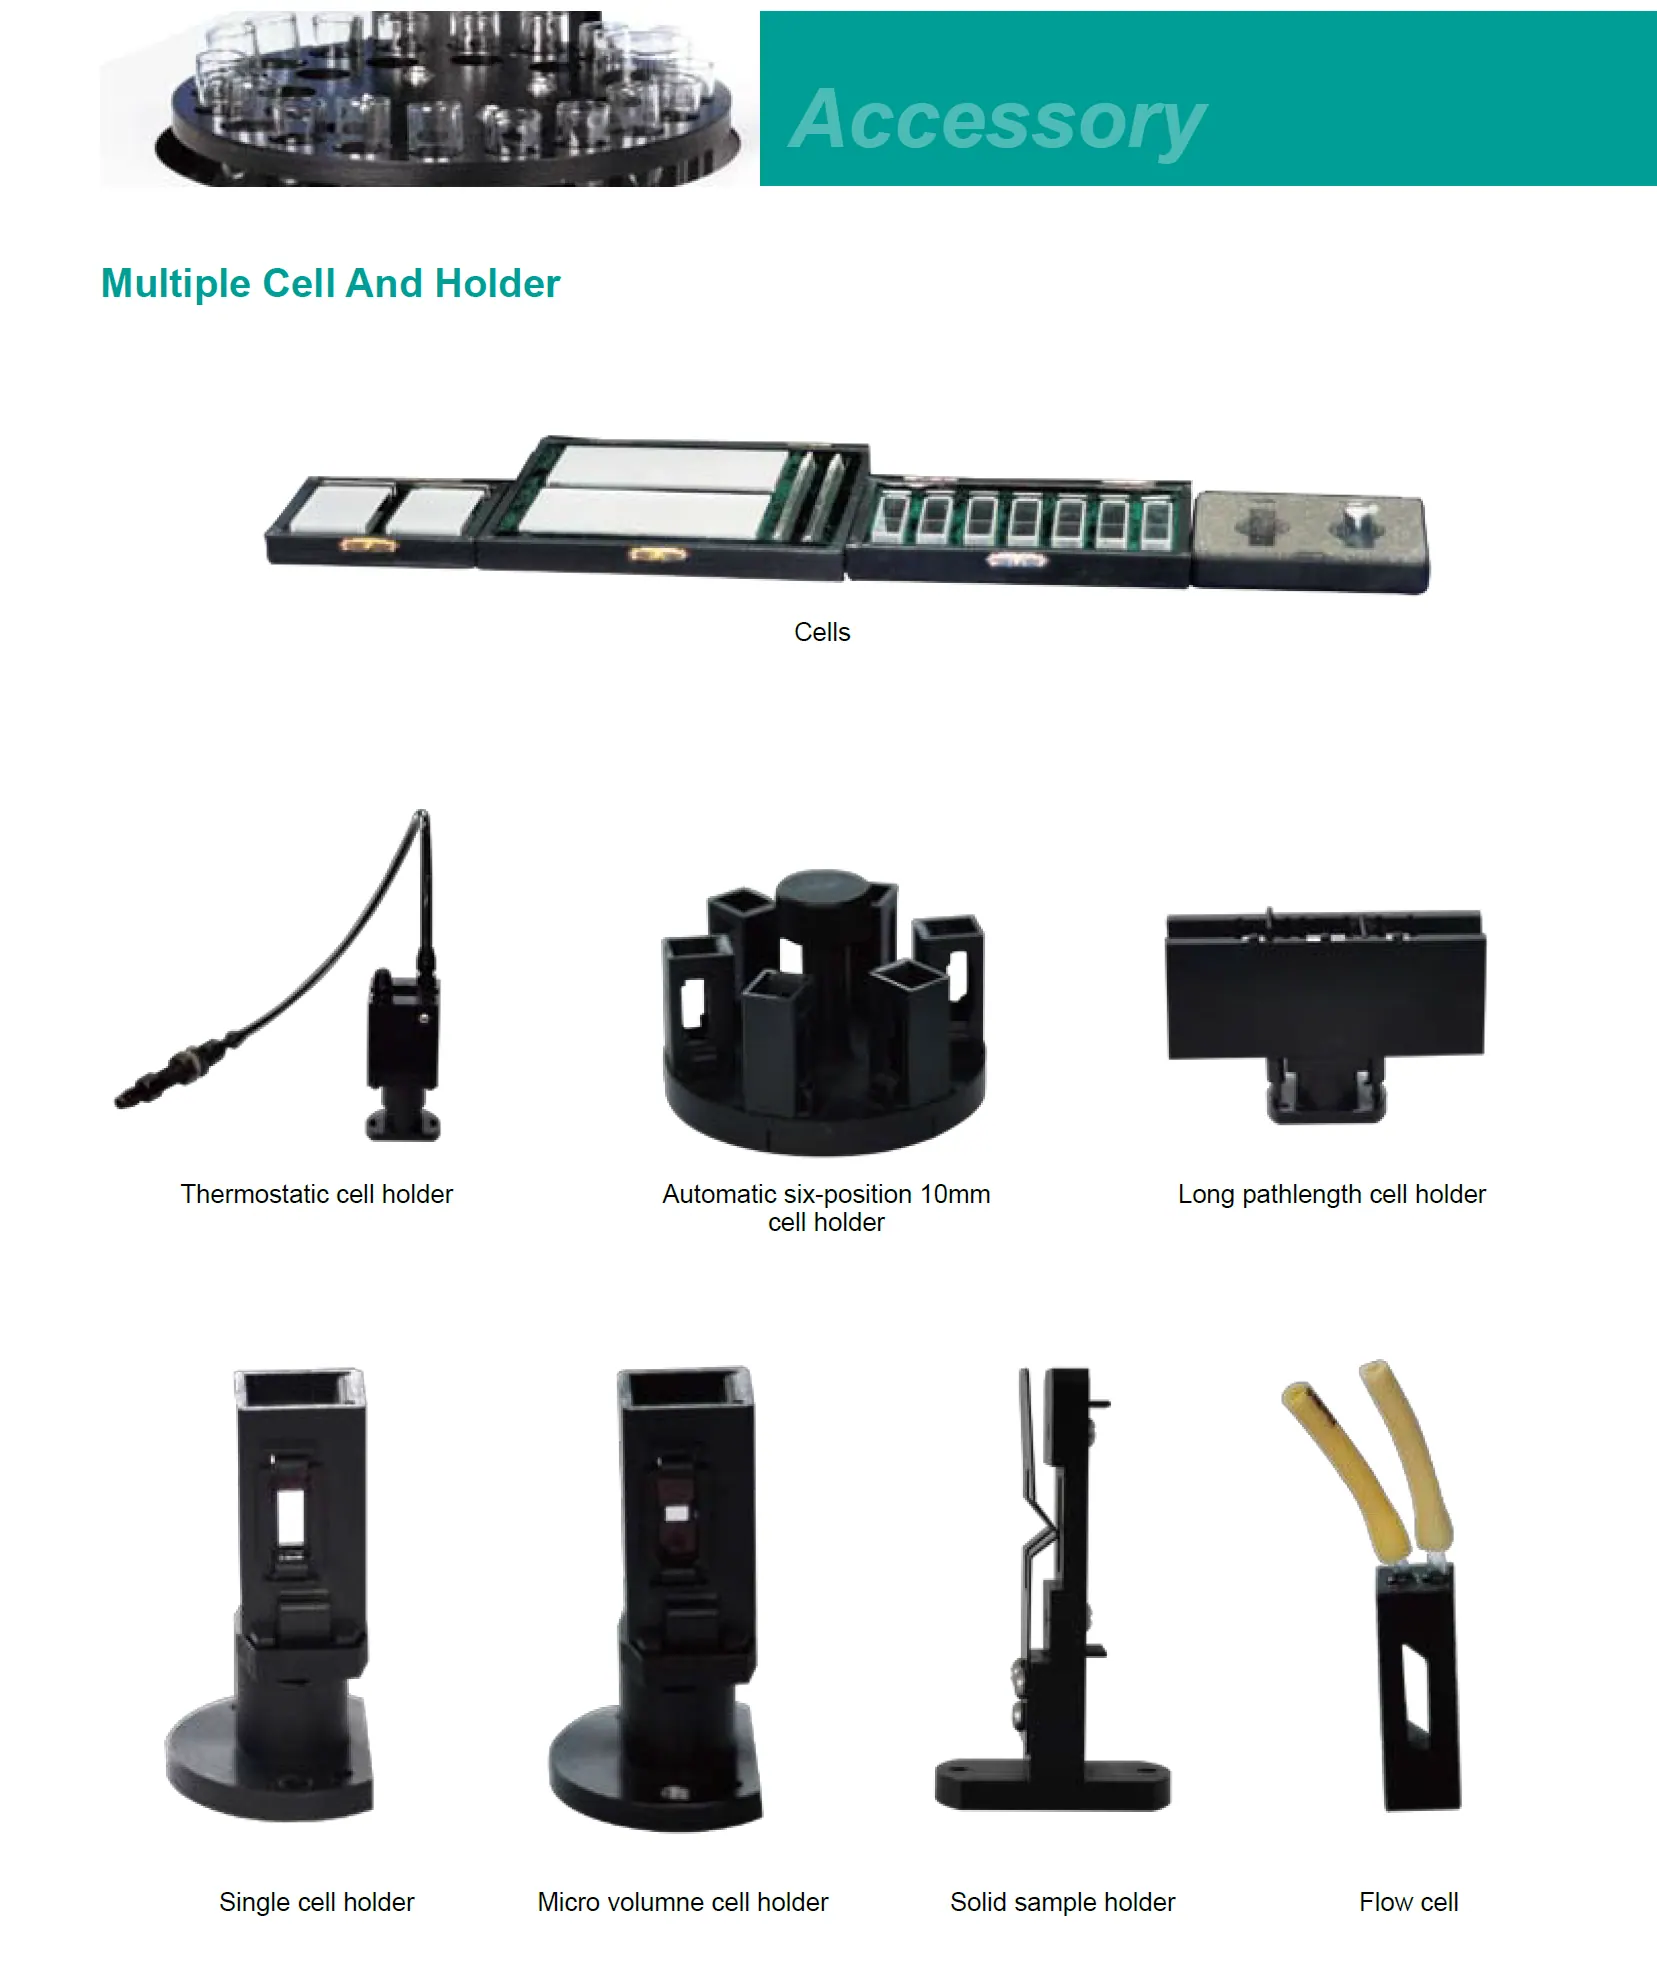 Accessory
Multiple Cell And Holder
Cells
Thermostatic cell holder
Automatic six-position 10mm
cell holder
Long pathlength cell holder
Single cell holder
Micro volumne cell holder
Solid sample holder
Flow cell